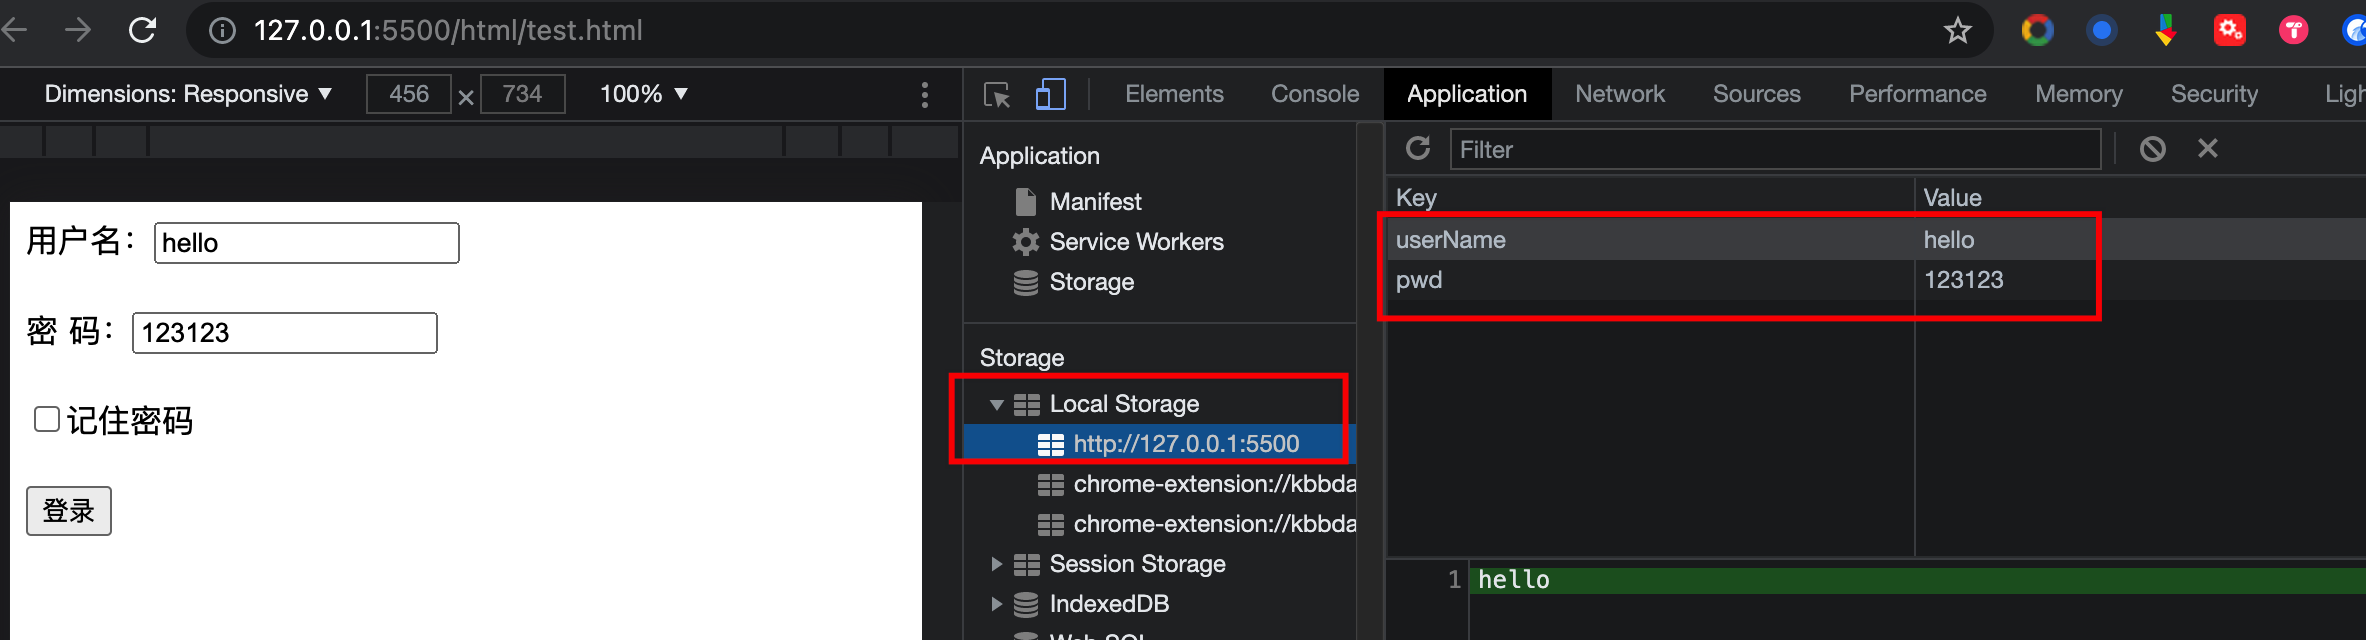 127.0.0.1:5500/html/test.html
Dimensions: Responsive ▼ 456 × 734 100% ▼
Elements Console Application Network Sources Performance Memory Security
用户名： hello
密 码： 123123
记住密码
登录
Application
Manifest
Service Workers
Storage
Storage
Local Storage
http://127.0.0.1:5500
chrome-extension://kbbda
chrome-extension://kbbda
Session Storage
IndexedDB
Filter
Key Value
userName hello
pwd 123123
1 hello